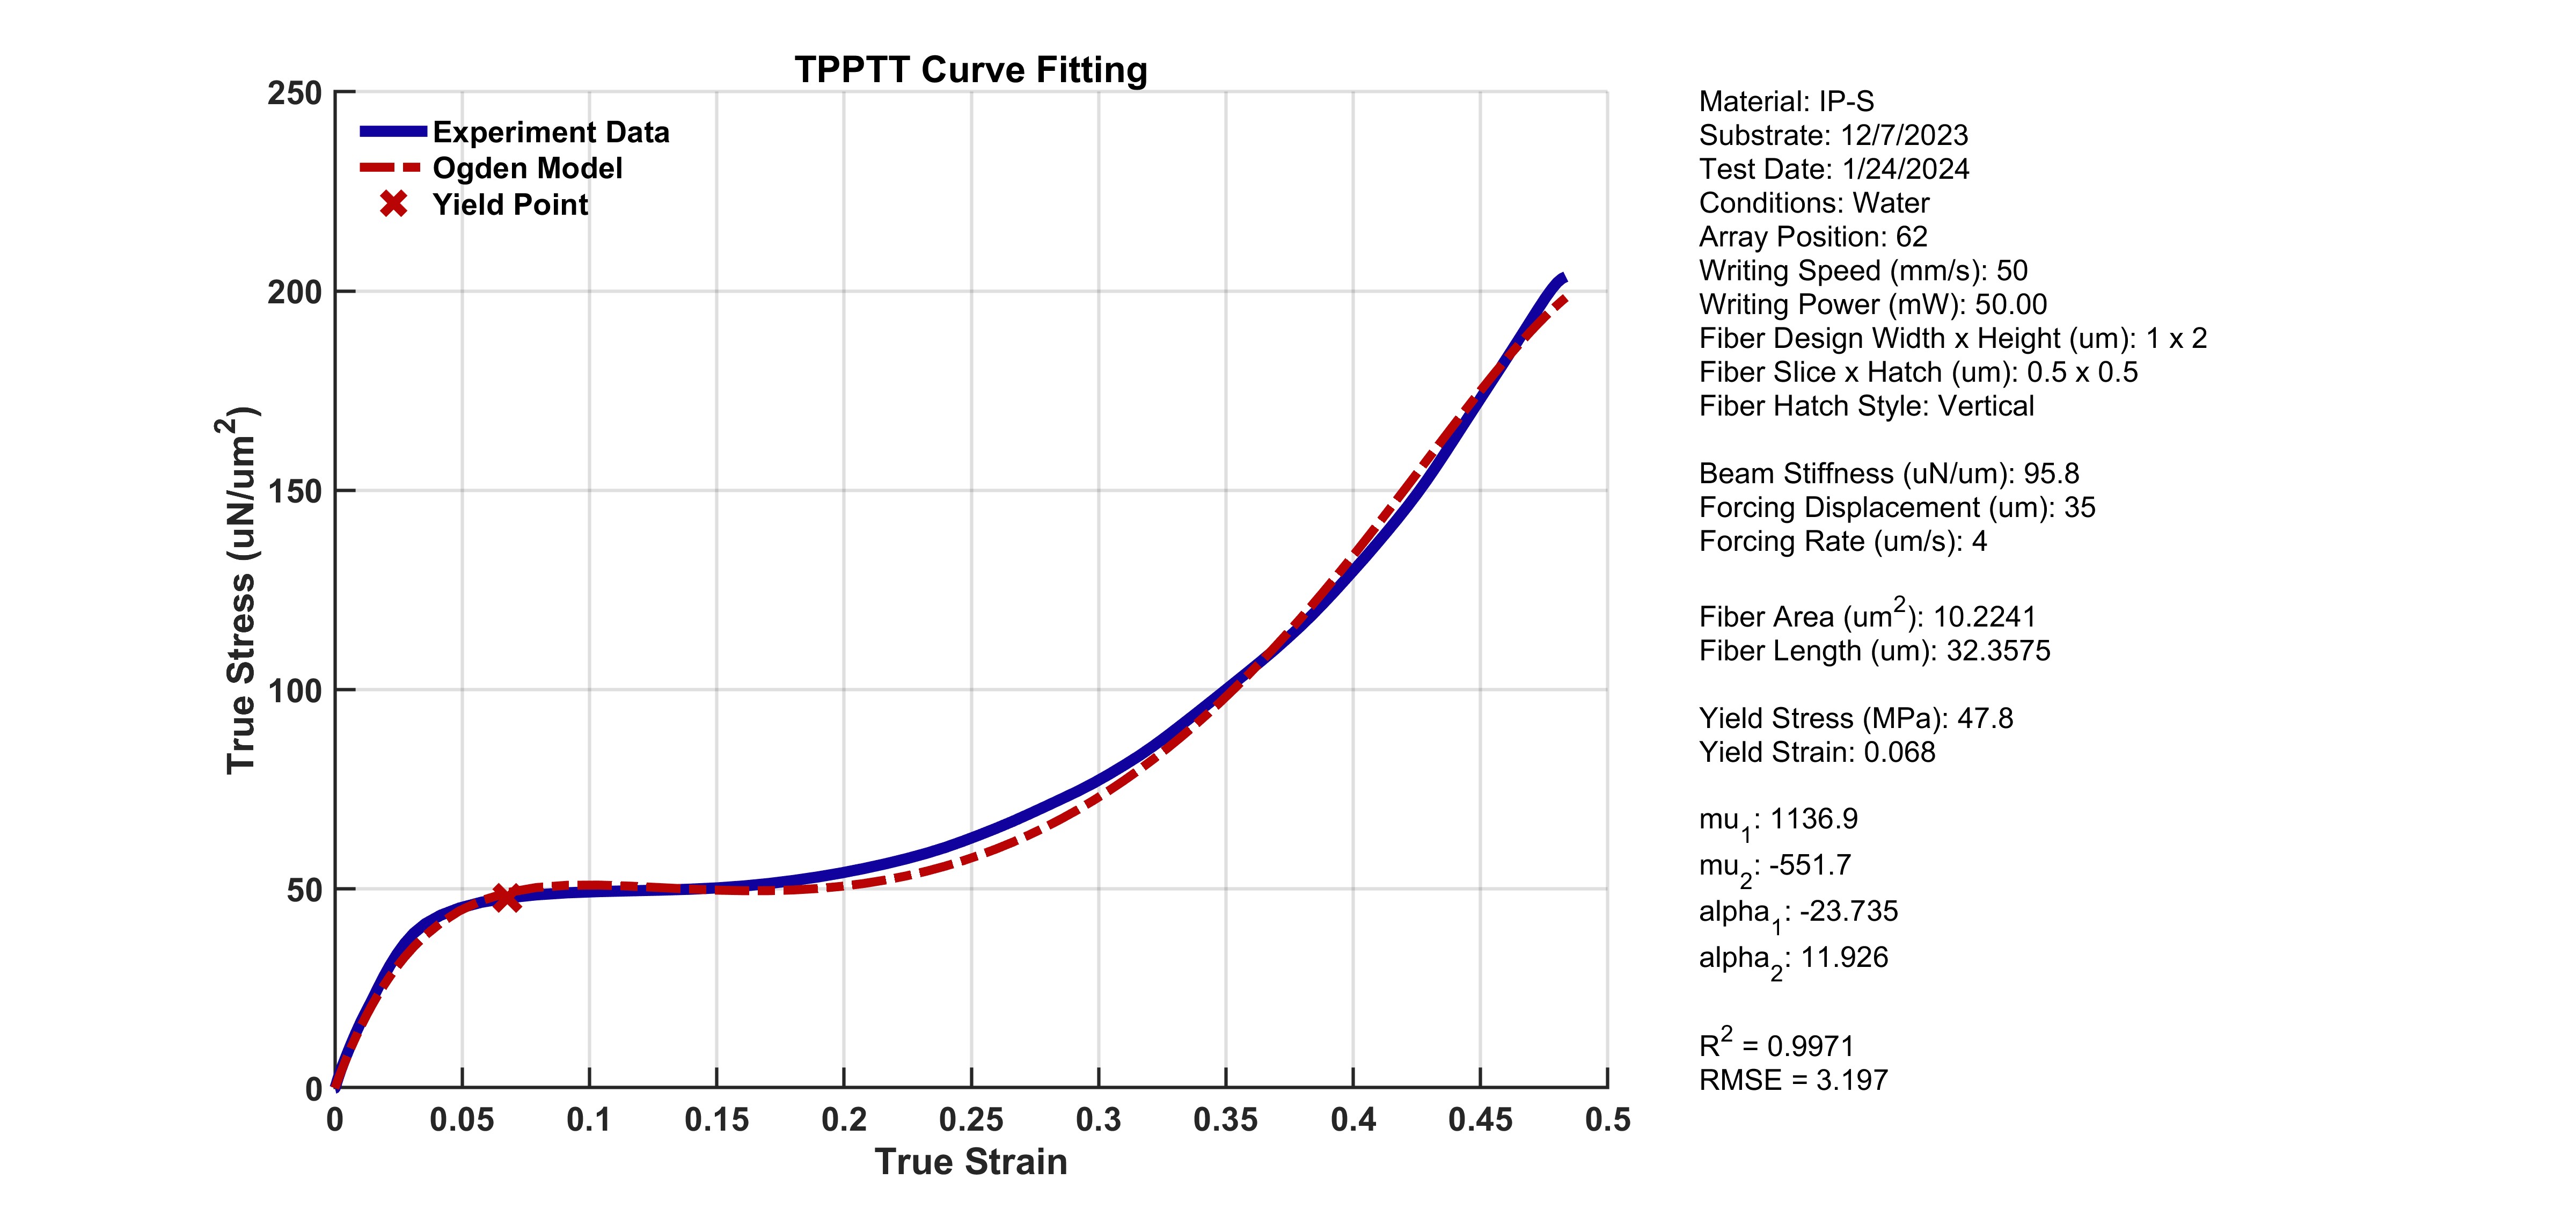 TPPTT Curve Fitting
250
200
150
100
50
0
True Stress (uN/um²)
Experiment Data
Ogden Model
Yield Point
0 0.05 0.1 0.15 0.2 0.25 0.3 0.35 0.4 0.45 0.5
True Strain
Material: IP-S
Substrate: 12/7/2023
Test Date: 1/24/2024
Conditions: Water
Array Position: 62
Writing Speed (mm/s): 50
Writing Power (mW): 50.00
Fiber Design Width x Height (um): 1 x 2
Fiber Slice x Hatch (um): 0.5 x 0.5
Fiber Hatch Style: Vertical
Beam Stiffness (uN/um): 95.8
Forcing Displacement (um): 35
Forcing Rate (um/s): 4
Fiber Area (um²): 10.2241
Fiber Length (um): 32.3575
Yield Stress (MPa): 47.8
Yield Strain: 0.068
mu₁: 1136.9
mu₂: -551.7
alpha₁: -23.735
alpha₂: 11.926
R² = 0.9971
RMSE = 3.197